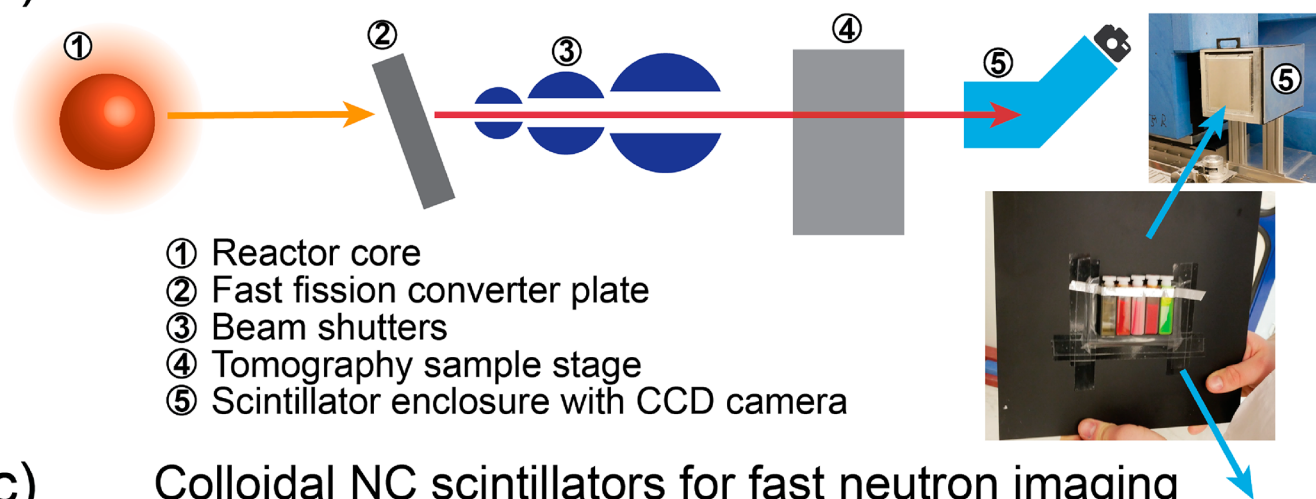 ① ② ③ ④ ⑤ ⑤
① Reactor core
② Fast fission converter plate
③ Beam shutters
④ Tomography sample stage
⑤ Scintillator enclosure with CCD camera
c) Colloidal NC scintillators for fast neutron imaging